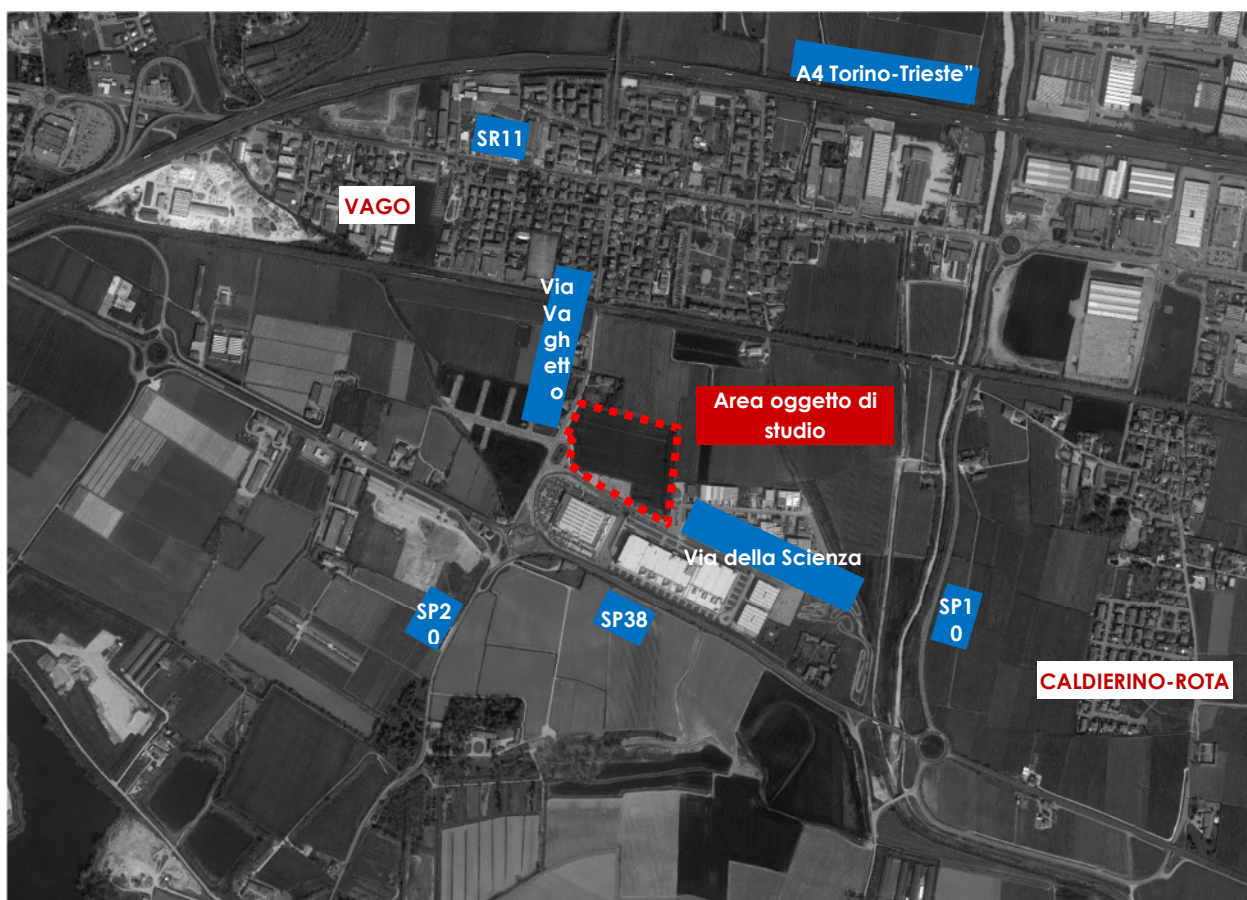 A4 Torino-Trieste”
SR11
VAGO
Via
Va
gh
ett
o
Area oggetto di
studio
Via della Scienza
SP2
0
SP38
SP1
0
CALDIERINO-ROTA